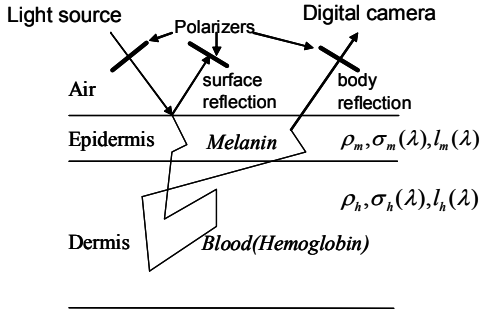 Light source
Digital camera
Polarizers
Air
surface
reflection
body
reflection
Epidermis
Melanin
ρₘ,σₘ(λ),lₘ(λ)
ρₕ,σₕ(λ),lₕ(λ)
Dermis
Blood(Hemoglobin)